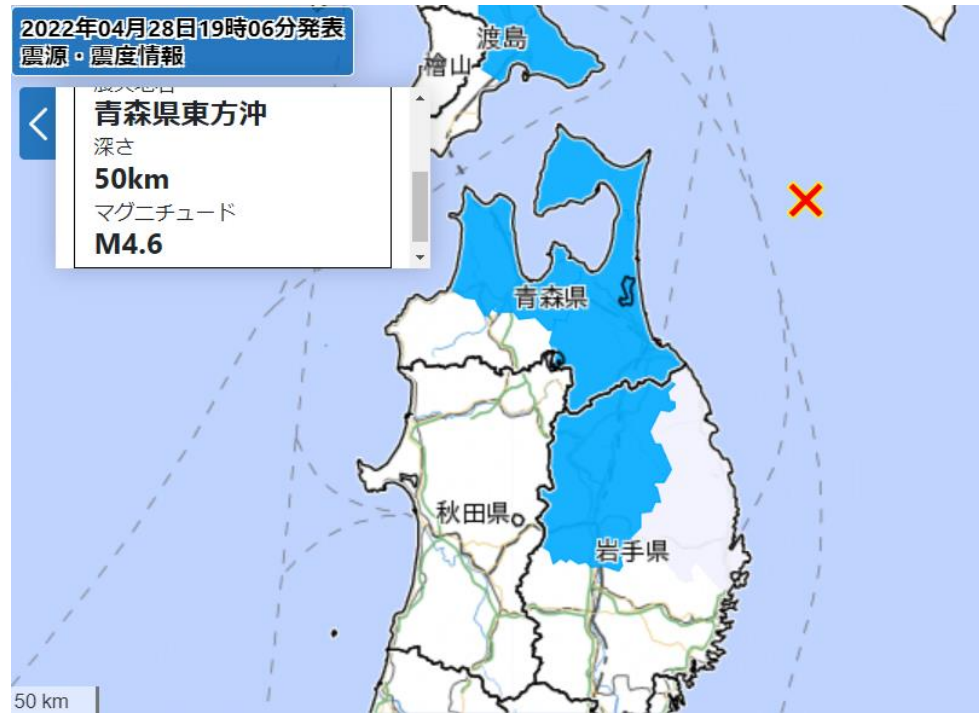 2022年04月28日19時06分発表
震源・震度情報
青森県東方沖
深さ
50km
マグニチュード
M4.6
渡島
檜山
青森県
秋田県
岩手県
50 km